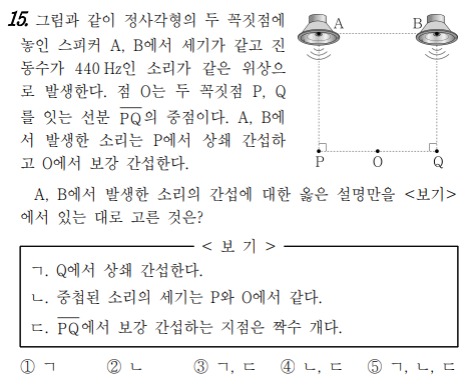 15. 그림과 같이 정사각형의 두 꼭짓점에
놓인 스피커 A, B에서 세기가 같고 진
동수가 440 Hz인 소리가 같은 위상으
로 발생한다. 점 O는 두 꼭짓점 P, Q
를 잇는 선분 PQ의 중점이다. A, B에
서 발생한 소리는 P에서 상쇄 간섭하
고 O에서 보강 간섭한다.
A B
P O Q
A, B에서 발생한 소리의 간섭에 대한 옳은 설명만을 <보기>
에서 있는 대로 고른 것은?
< 보 기 >
ㄱ. Q에서 상쇄 간섭한다.
ㄴ. 중첩된 소리의 세기는 P와 O에서 같다.
ㄷ. PQ에서 보강 간섭하는 지점은 짝수 개다.
① ㄱ ② ㄴ ③ ㄱ, ㄷ ④ ㄴ, ㄷ ⑤ ㄱ, ㄴ, ㄷ